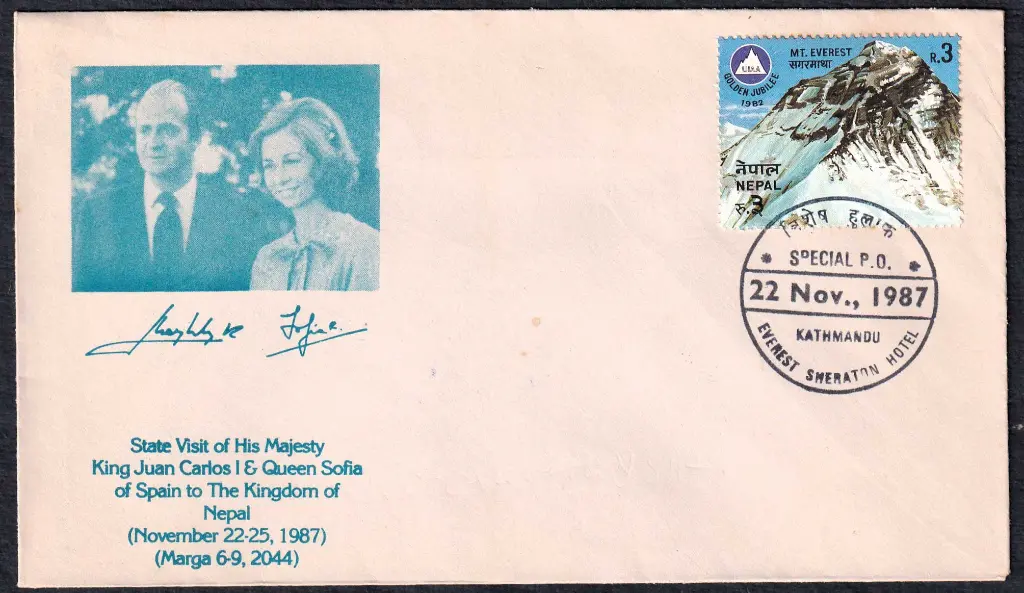 MT. EVEREST
सगरमाथा
R.3
UIAA
GOLDEN JUBILEE
1982
नेपाल
NEPAL
रु.३
विशेष हुलाक
SPECIAL P.O.
22 Nov., 1987
KATHMANDU
EVEREST SHERATON HOTEL
Sofia R.
State Visit of His Majesty
King Juan Carlos I & Queen Sofia
of Spain to The Kingdom of
Nepal
(November 22-25, 1987)
(Marga 6-9, 2044)